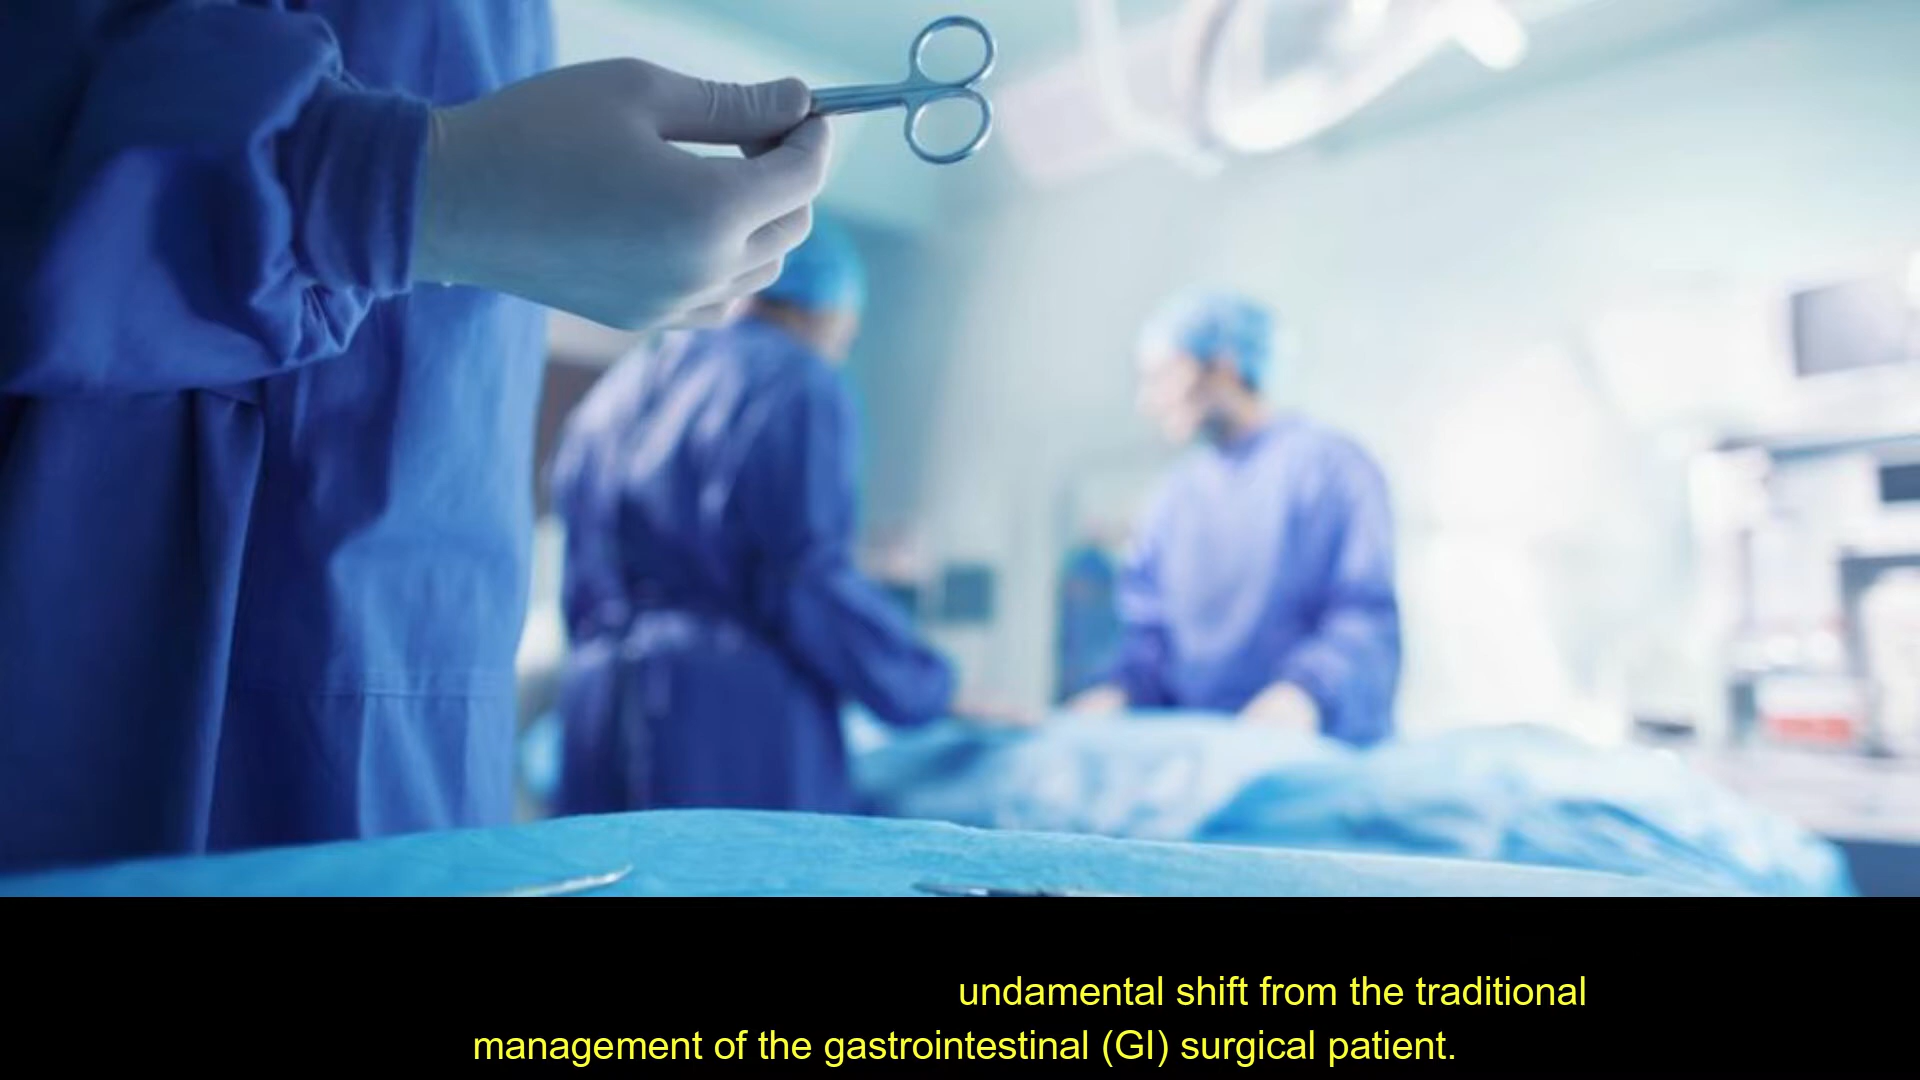 undamental shift from the traditional
management of the gastrointestinal (GI) surgical patient.